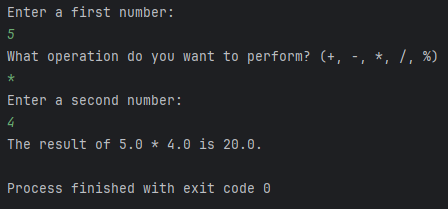 Enter a first number:
5
What operation do you want to perform? (+, -, *, /, %)
*
Enter a second number:
4
The result of 5.0 * 4.0 is 20.0.
Process finished with exit code 0